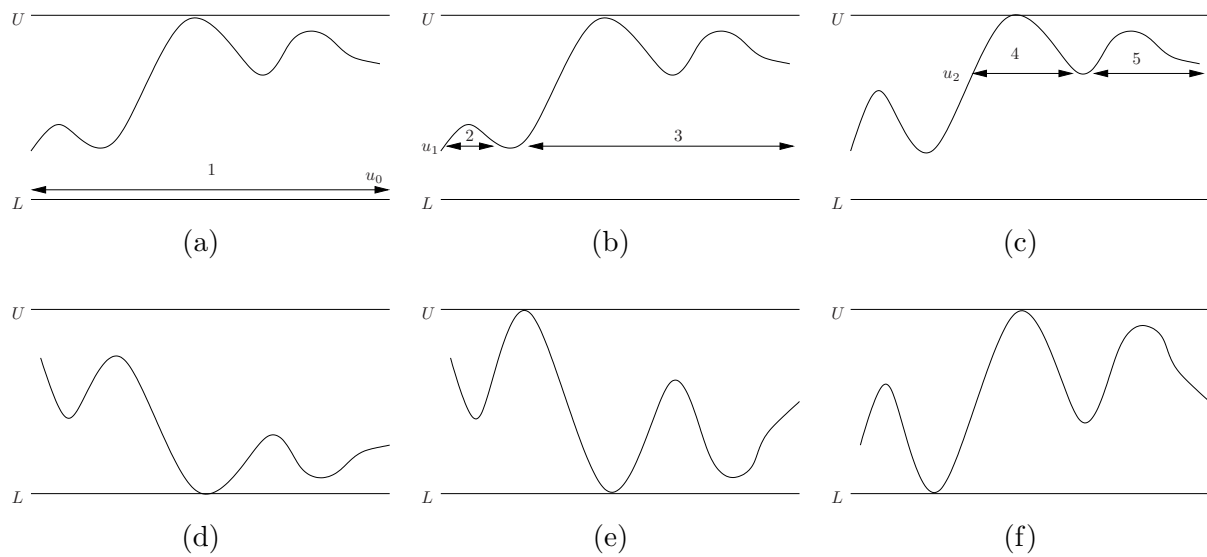 U U U
4 5
u₂
2
u₁ 3
1
u₀
L L L
(a) (b) (c)
U U U
L L L
(d) (e) (f)